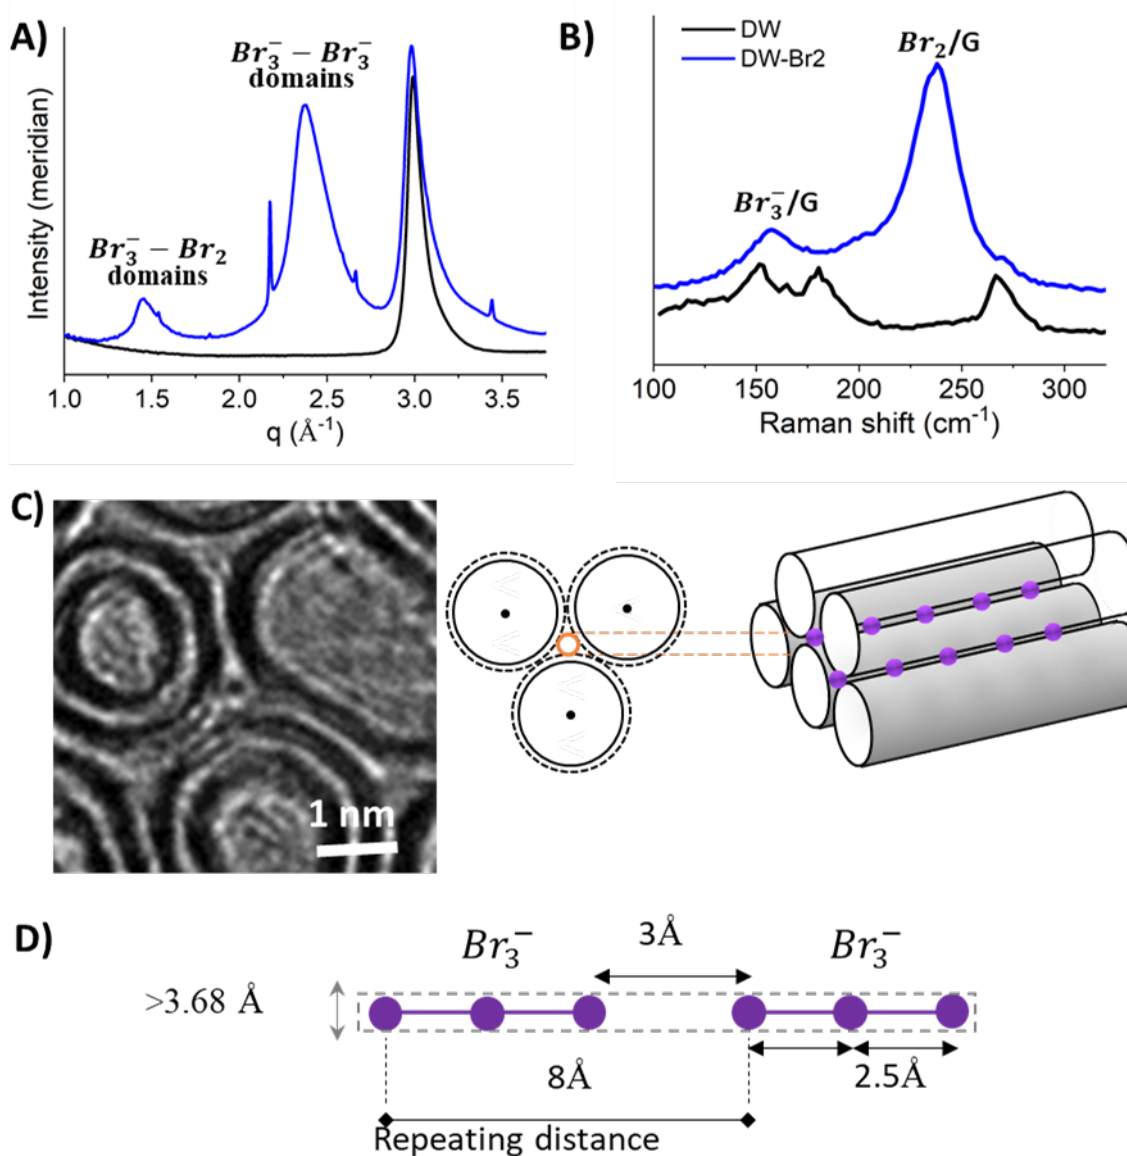 A)
Br₃⁻ − Br₃⁻
domains
Br₃⁻ − Br₂
domains
Intensity (meridian)
1.0 1.5 2.0 2.5 3.0 3.5
q (Å⁻¹)
B)
DW
DW-Br2
Br₂/G
Br₃⁻/G
100 150 200 250 300
Raman shift (cm⁻¹)
C)
1 nm
D)
Br₃⁻
3Å
Br₃⁻
>3.68 Å
8Å
2.5Å
Repeating distance